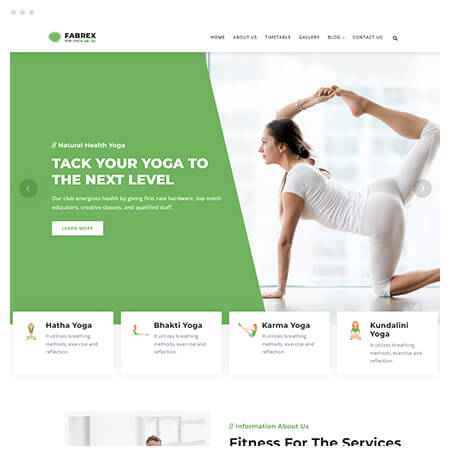 FABREX
FOR YOGA
HOME ABOUT US TIMETABLE GALLERY BLOG CONTACT US
// Natural Health Yoga
TACK YOUR YOGA TO
THE NEXT LEVEL
Our club energizes health by giving first rate hardware, top notch
educators, creative classes, and qualified staff.
LEARN MORE
Hatha Yoga
It utilizes breathing
methods, exercise and
reflection.
Bhakti Yoga
It utilizes breathing
methods, exercise and
reflection.
Karma Yoga
It utilizes breathing
methods, exercise and
reflection.
Kundalini
Yoga
It utilizes breathing
methods, exercise and
reflection.
// Information About Us
Fitness For The Services